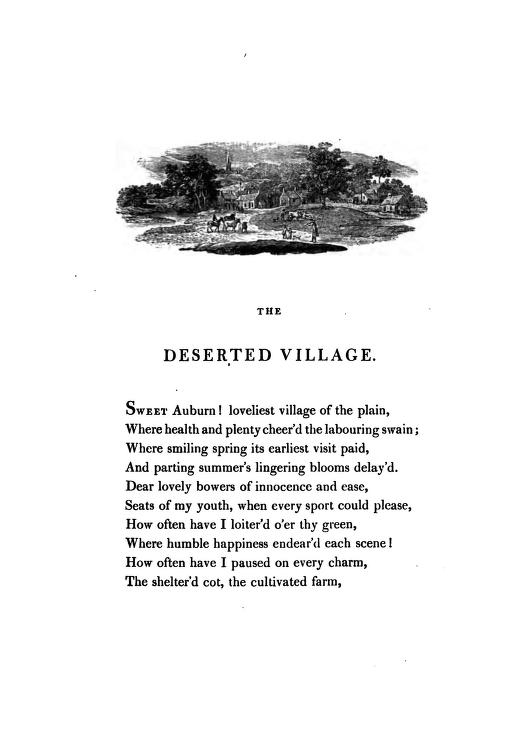 THE
DESERTED VILLAGE.
SWEET Auburn! loveliest village of the plain,
Where health and plenty cheer'd the labouring swain;
Where smiling spring its earliest visit paid,
And parting summer's lingering blooms delay'd.
Dear lovely bowers of innocence and ease,
Seats of my youth, when every sport could please,
How often have I loiter'd o'er thy green,
Where humble happiness endear'd each scene!
How often have I paused on every charm,
The shelter'd cot, the cultivated farm,